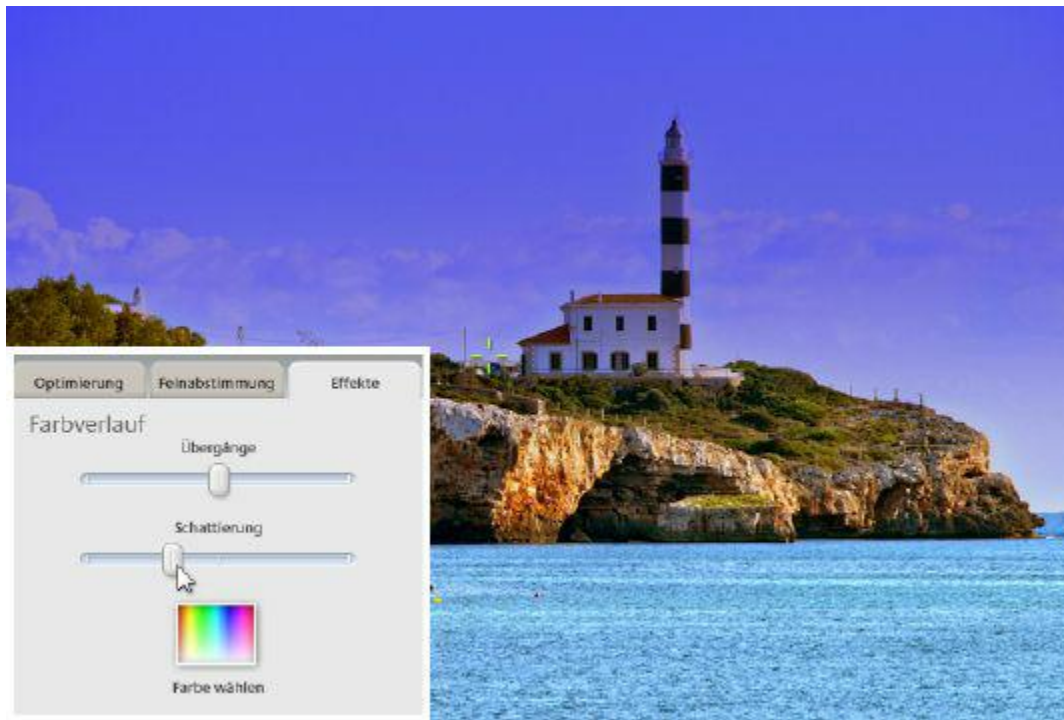 Optimierung Feinabstimmung Effekte
Farbverlauf
Übergänge
Schattierung
Farbe wählen